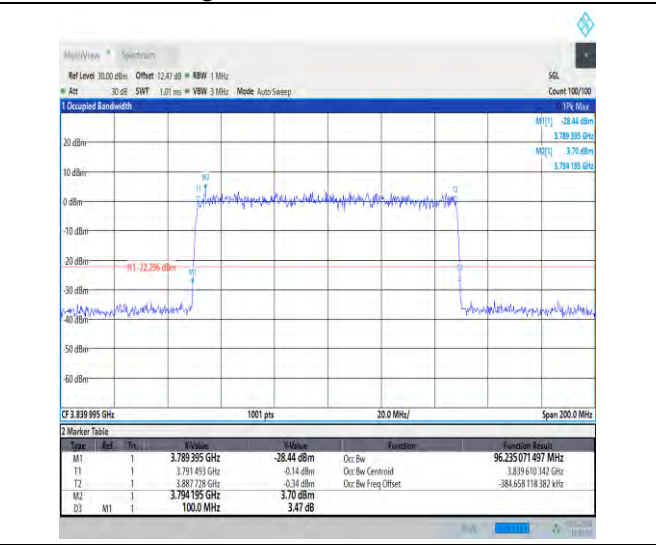 MultiView Spectrum
Ref Level 30.00 dBm Offset 12.47 dB RBW 1 MHz SGL
Att 30 dB SWT 1.01 ms VBW 3 MHz Mode Auto Sweep Count 100/100
1 Occupied Bandwidth 1Pk Max
M1[1] -28.44 dBm
3.789 395 GHz
20 dBm
M2[1] 3.70 dBm
3.794 195 GHz
10 dBm
M2
T1 T2
0 dBm
-10 dBm
-20 dBm
H1 -22.296 dBm
M1 D3
-30 dBm
-40 dBm
-50 dBm
-60 dBm
CF 3.839 995 GHz 1001 pts 20.0 MHz/ Span 200.0 MHz
2 Marker Table
Type Ref Trc X-Value Y-Value Function Function Result
M1 1 3.789 395 GHz -28.44 dBm Occ Bw 96.235 071 497 MHz
T1 1 3.791 493 GHz -0.14 dBm Occ Bw Centroid 3.839 610 342 GHz
T2 1 3.887 728 GHz -0.34 dBm Occ Bw Freq Offset -384.658 118 382 kHz
M2 1 3.794 195 GHz 3.70 dBm
D3 M1 1 100.0 MHz 3.47 dB